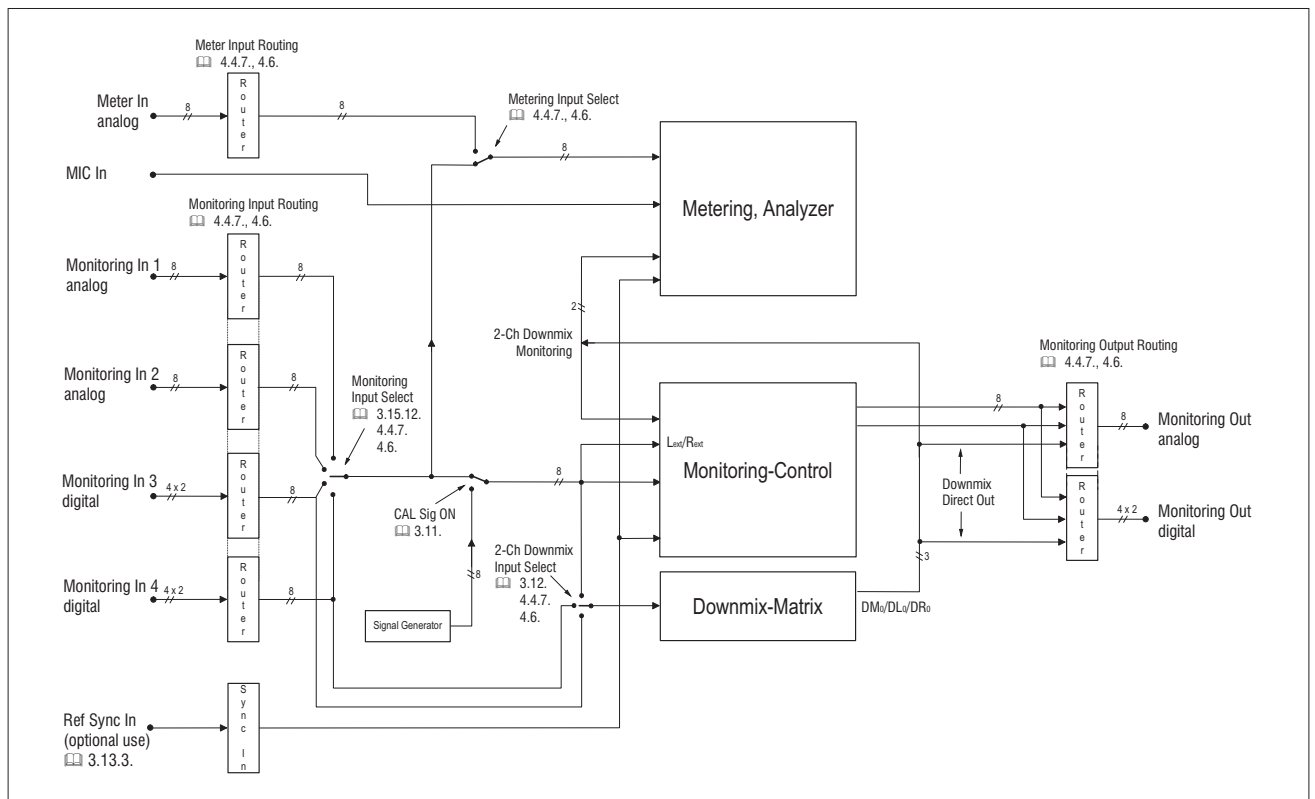 Meter Input Routing
4.4.7., 4.6.
Meter In
analog
8
Router
8
Metering Input Select
4.4.7., 4.6.
8
MIC In
Metering, Analyzer
Monitoring Input Routing
4.4.7., 4.6.
Monitoring In 1
analog
8
Router
8
2
2-Ch Downmix
Monitoring
Monitoring Output Routing
4.4.7., 4.6.
Monitoring In 2
analog
8
Router
8
Monitoring
Input Select
3.15.12.
4.4.7.
4.6.
8
Lext/Rext
Monitoring-Control
8
Router
8
Monitoring Out
analog
Downmix
Direct Out
Monitoring In 3
digital
4 x 2
Router
8
CAL Sig ON
3.11.
Router
4 x 2
Monitoring Out
digital
3
Monitoring In 4
digital
4 x 2
Router
8
8
Signal Generator
2-Ch Downmix
Input Select
3.12.
4.4.7.
4.6.
Downmix-Matrix
DM0/DL0/DR0
Ref Sync In
(optional use)
3.13.3.
Sync In